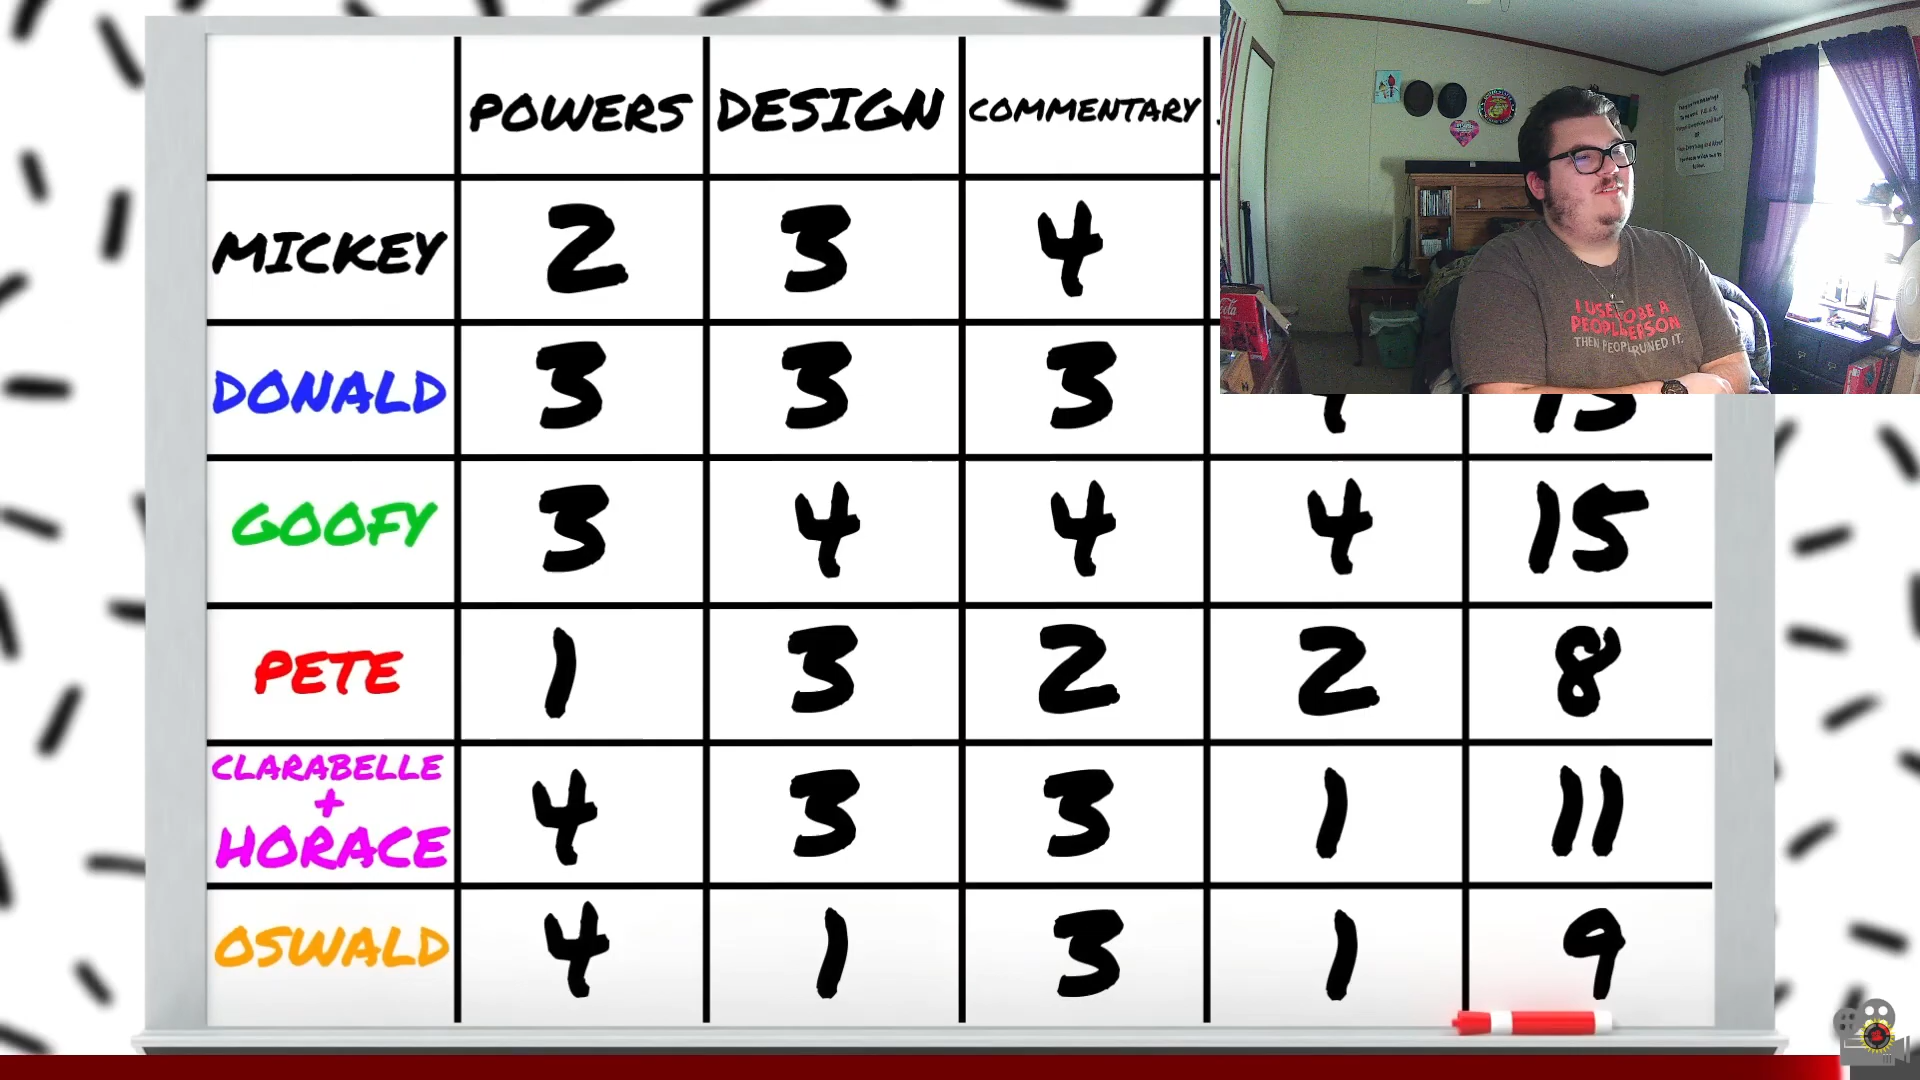 POWERS DESIGN COMMENTARY
MICKEY 2 3 4
DONALD 3 3 3 4 13
GOOFY 3 4 4 4 15
PETE 1 3 2 2 8
CLARABELLE
+
HORACE 4 3 3 1 11
OSWALD 4 1 3 1 9
I USED TO BE A
PEOPLE PERSON
THEN PEOPLE RUINED IT.